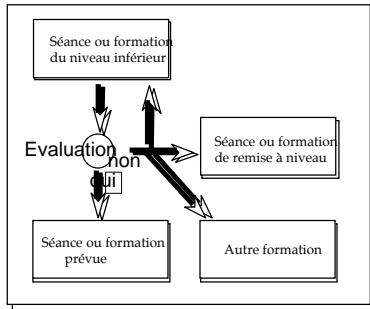 Séance ou formation
du niveau inférieur
Evaluation
non
oui
Séance ou formation
de remise à niveau
Séance ou formation
prévue
Autre formation